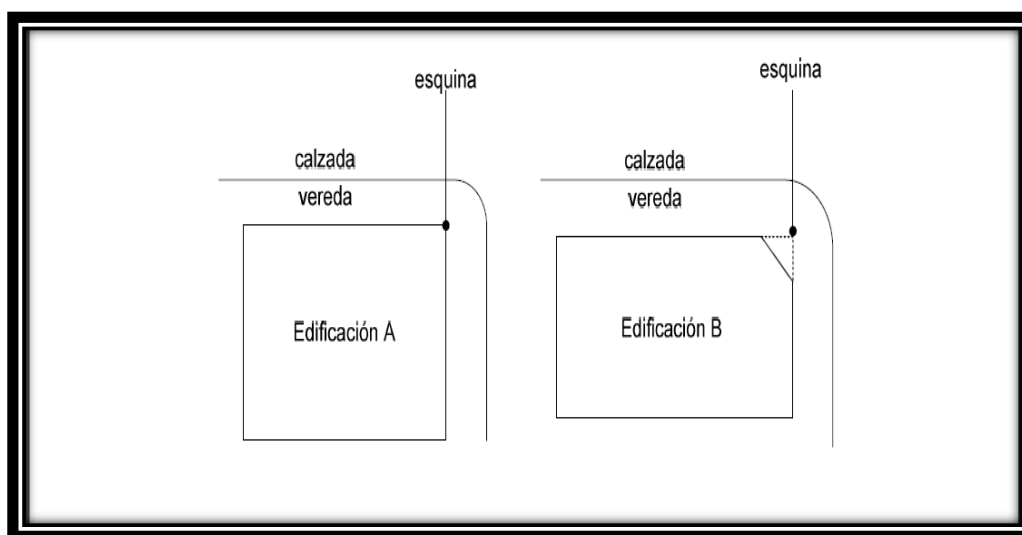 esquina
calzada
vereda
Edificación A
esquina
calzada
vereda
Edificación B